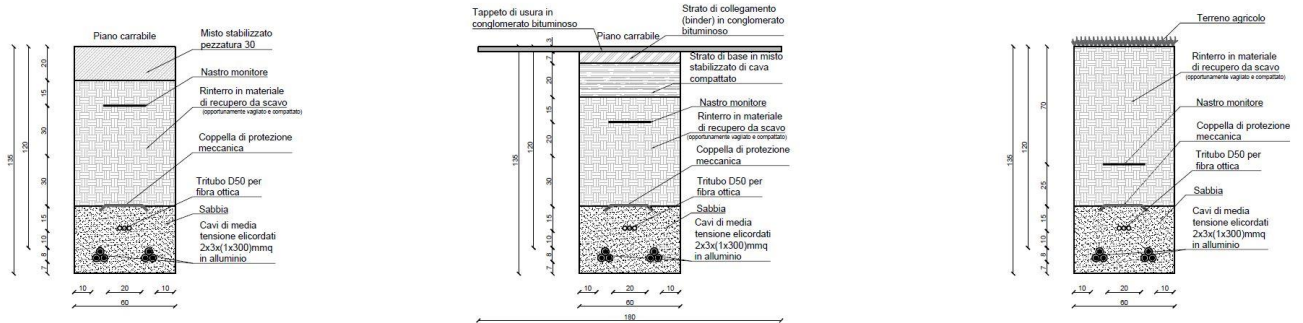 Piano carrabile
Misto stabilizzato
pezzatura 30
Nastro monitore
Rinterro in materiale
di recupero da scavo
(opportunamente vagliato e compattato)
Coppella di protezione
meccanica
Tritubo D50 per
fibra ottica
Sabbia
Cavi di media
tensione elicordati
2x3x(1x300)mmq
in alluminio
135
120
20
15
30
30
15
10
8
7
10
20
10
60
Tappeto di usura in
conglomerato bituminoso
Piano carrabile
Strato di collegamento
(binder) in conglomerato
bituminoso
Strato di base in misto
stabilizzato di cava
compattato
Nastro monitore
Rinterro in materiale
di recupero da scavo
(opportunamente vagliato e compattato)
Coppella di protezione
meccanica
Tritubo D50 per
fibra ottica
Sabbia
Cavi di media
tensione elicordati
2x3x(1x300)mmq
in alluminio
135
120
3
7
20
15
20
30
15
10
8
7
10
20
10
60
180
Terreno agricolo
Rinterro in materiale
di recupero da scavo
(opportunamente vagliato e compattato)
Nastro monitore
Coppella di protezione
meccanica
Tritubo D50 per
fibra ottica
Sabbia
Cavi di media
tensione elicordati
2x3x(1x300)mmq
in alluminio
135
120
70
25
15
10
8
7
10
20
10
60